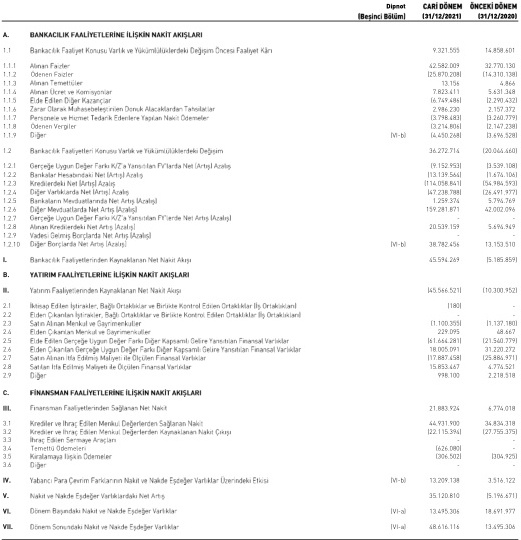 Dipnot CARİ DÖNEM ÖNCEKİ DÖNEM
(Beşinci Bölüm) (31/12/2021) (31/12/2020)
A. BANKACILIK FAALİYETLERİNE İLİŞKİN NAKİT AKIŞLARI
1.1 Bankacılık Faaliyet Konusu Varlık ve Yükümlülüklerdeki Değişim Öncesi Faaliyet Kârı 9.321.555 14.858.601
1.1.1 Alınan Faizler 42.582.009 32.770.130
1.1.2 Ödenen Faizler (25.870.208) (14.310.138)
1.1.3 Alınan Temettüler 13.156 4.866
1.1.4 Alınan Ücret ve Komisyonlar 7.823.411 5.631.348
1.1.5 Elde Edilen Diğer Kazançlar (6.749.486) (2.290.432)
1.1.6 Zarar Olarak Muhasebeleştirilen Donuk Alacaklardan Tahsilatlar 2.986.230 2.157.372
1.1.7 Personele ve Hizmet Tedarik Edenlere Yapılan Nakit Ödemeler (3.798.483) (3.260.779)
1.1.8 Ödenen Vergiler (3.214.806) (2.147.238)
1.1.9 Diğer (VI-b) (4.450.268) (3.696.528)
1.2 Bankacılık Faaliyetleri Konusu Varlık ve Yükümlülüklerdeki Değişim 36.272.714 (20.044.460)
1.2.1 Gerçeğe Uygun Değer Farkı K/Z'a Yansıtılan FV'larda Net (Artış) Azalış (9.152.953) (3.539.108)
1.2.2 Bankalar Hesabındaki Net (Artış) Azalış (13.139.564) (1.674.106)
1.2.3 Kredilerdeki Net (Artış) Azalış (114.058.841) (54.984.593)
1.2.4 Diğer Varlıklarda Net (Artış) Azalış (47.238.788) (26.491.977)
1.2.5 Bankaların Mevduatlarında Net Artış (Azalış) 1.259.374 5.796.769
1.2.6 Diğer Mevduatlarda Net Artış (Azalış) 159.281.871 42.002.096
1.2.7 Gerçeğe Uygun Değer Farkı K/Z'a Yansıtılan FY'lerde Net Artış (Azalış) - -
1.2.8 Alınan Kredilerdeki Net Artış (Azalış) 20.539.159 5.694.949
1.2.9 Vadesi Gelmiş Borçlarda Net Artış (Azalış) - -
1.2.10 Diğer Borçlarda Net Artış (Azalış) (VI-b) 38.782.456 13.153.510
I. Bankacılık Faaliyetlerinden Kaynaklanan Net Nakit Akışı 45.594.269 (5.185.859)
B. YATIRIM FAALİYETLERİNE İLİŞKİN NAKİT AKIŞLARI
II. Yatırım Faaliyetlerinden Kaynaklanan Net Nakit Akışı (45.566.521) (10.300.952)
2.1 İktisap Edilen İştirakler, Bağlı Ortaklıklar ve Birlikte Kontrol Edilen Ortaklıklar (İş Ortaklıkları) (180) -
2.2 Elden Çıkarılan İştirakler, Bağlı Ortaklıklar ve Birlikte Kontrol Edilen Ortaklıklar (İş Ortaklıkları) - -
2.3 Satın Alınan Menkul ve Gayrimenkuller (1.100.355) (1.137.180)
2.4 Elden Çıkarılan Menkul ve Gayrimenkuller 229.095 48.667
2.5 Elde Edilen Gerçeğe Uygun Değer Farkı Diğer Kapsamlı Gelire Yansıtılan Finansal Varlıklar (61.664.281) (21.540.779)
2.6 Elden Çıkarılan Gerçeğe Uygun Değer Farkı Diğer Kapsamlı Gelire Yansıtılan Finansal Varlıklar 18.005.091 31.220.272
2.7 Satın Alınan İtfa Edilmiş Maliyeti ile Ölçülen Finansal Varlıklar (17.887.458) (25.884.971)
2.8 Satılan İtfa Edilmiş Maliyeti ile Ölçülen Finansal Varlıklar 15.853.467 4.774.521
2.9 Diğer 998.100 2.218.518
C. FİNANSMAN FAALİYETLERİNE İLİŞKİN NAKİT AKIŞLARI
III. Finansman Faaliyetlerinden Sağlanan Net Nakit 21.883.924 6.774.018
3.1 Krediler ve İhraç Edilen Menkul Değerlerden Sağlanan Nakit 44.931.900 34.834.318
3.2 Krediler ve İhraç Edilen Menkul Değerlerden Kaynaklanan Nakit Çıkışı (22.115.394) (27.755.375)
3.3 İhraç Edilen Sermaye Araçları - -
3.4 Temettü Ödemeleri (626.080) -
3.5 Kiralamaya İlişkin Ödemeler (306.502) (304.925)
3.6 Diğer - -
IV. Yabancı Para Çevrim Farklarının Nakit ve Nakde Eşdeğer Varlıklar Üzerindeki Etkisi (VI-b) 13.209.138 3.516.122
V. Nakit ve Nakde Eşdeğer Varlıklardaki Net Artış 35.120.810 (5.196.671)
VI. Dönem Başındaki Nakit ve Nakde Eşdeğer Varlıklar (VI-a) 13.495.306 18.691.977
VII. Dönem Sonundaki Nakit ve Nakde Eşdeğer Varlıklar (VI-a) 48.616.116 13.495.306